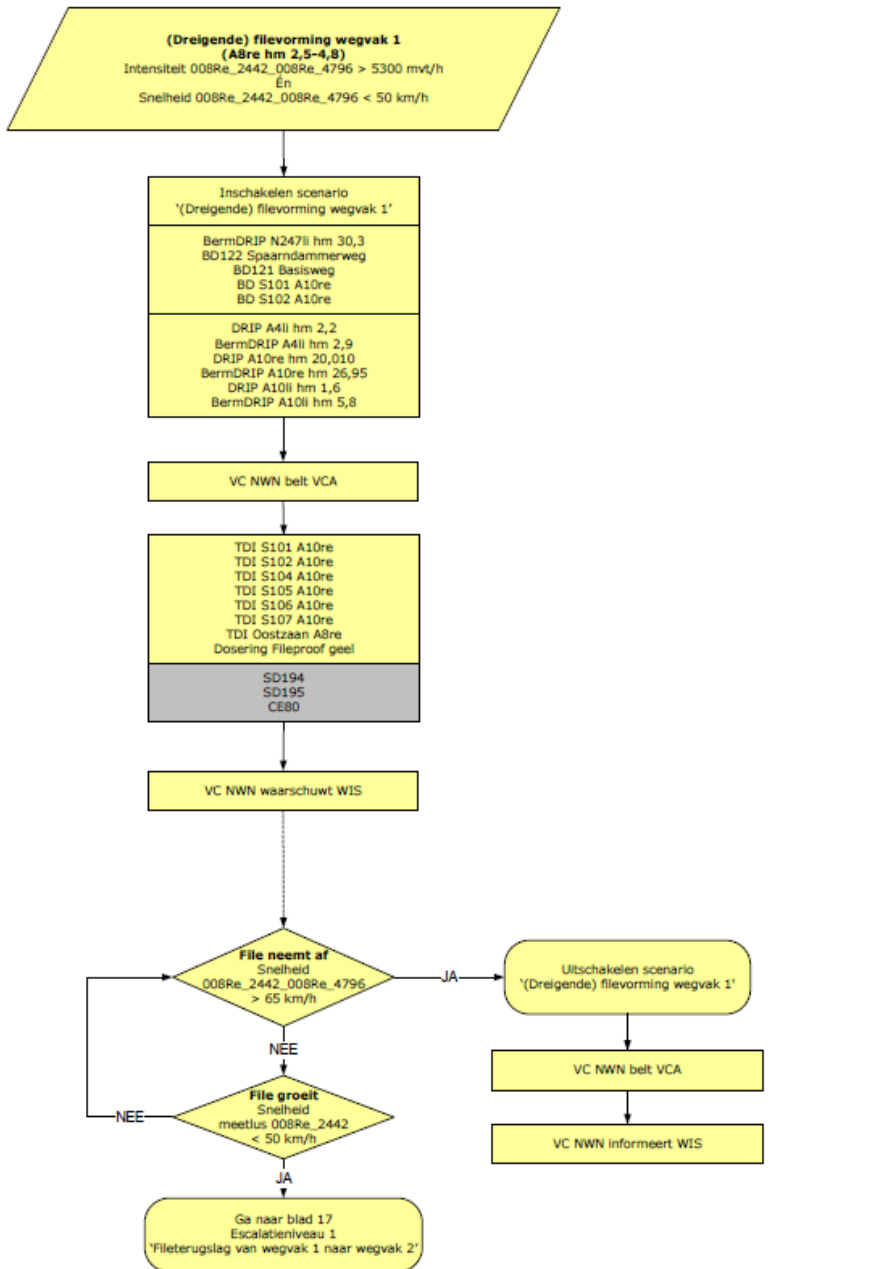 (Dreigende) filevorming wegvak 1
(A8re hm 2,5-4,8)
Intensiteit 008Re_2442_008Re_4796 > 5300 mvt/h
Én
Snelheid 008Re_2442_008Re_4796 < 50 km/h
Inschakelen scenario
'(Dreigende) filevorming wegvak 1'
BermDRIP N247li hm 30,3
BD122 Spaarndammerweg
BD121 Basisweg
BD S101 A10re
BD S102 A10re
DRIP A4li hm 2,2
BermDRIP A4li hm 2,9
DRIP A10re hm 20,010
BermDRIP A10re hm 26,95
DRIP A10li hm 1,6
BermDRIP A10li hm 5,8
VC NWN belt VCA
TDI S101 A10re
TDI S102 A10re
TDI S104 A10re
TDI S105 A10re
TDI S106 A10re
TDI S107 A10re
TDI Oostzaan A8re
Dosering Fileproof geel
SD194
SD195
CE80
VC NWN waarschuwt WIS
File neemt af
Snelheid
008Re_2442_008Re_4796
> 65 km/h
JA
Uitschakelen scenario
'(Dreigende) filevorming wegvak 1'
NEE
VC NWN belt VCA
File groeit
Snelheid
meetlus 008Re_2442
< 50 km/h
NEE
VC NWN informeert WIS
JA
Ga naar blad 17
Escalatieniveau 1
'Fileterugslag van wegvak 1 naar wegvak 2'